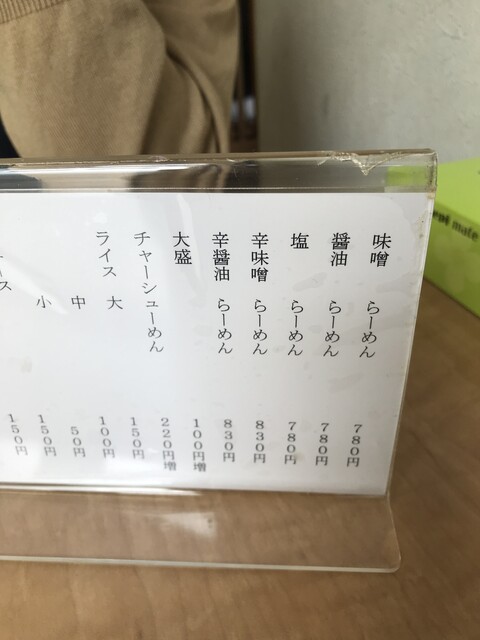 味噌 らーめん 780円
醤油 らーめん 780円
塩 らーめん 780円
辛味噌 らーめん 830円
辛醤油 らーめん 830円
大盛 100円増
チャーシューめん 220円増
ライス 大 150円
中 100円
小 50円
ース 150円
150円
mate